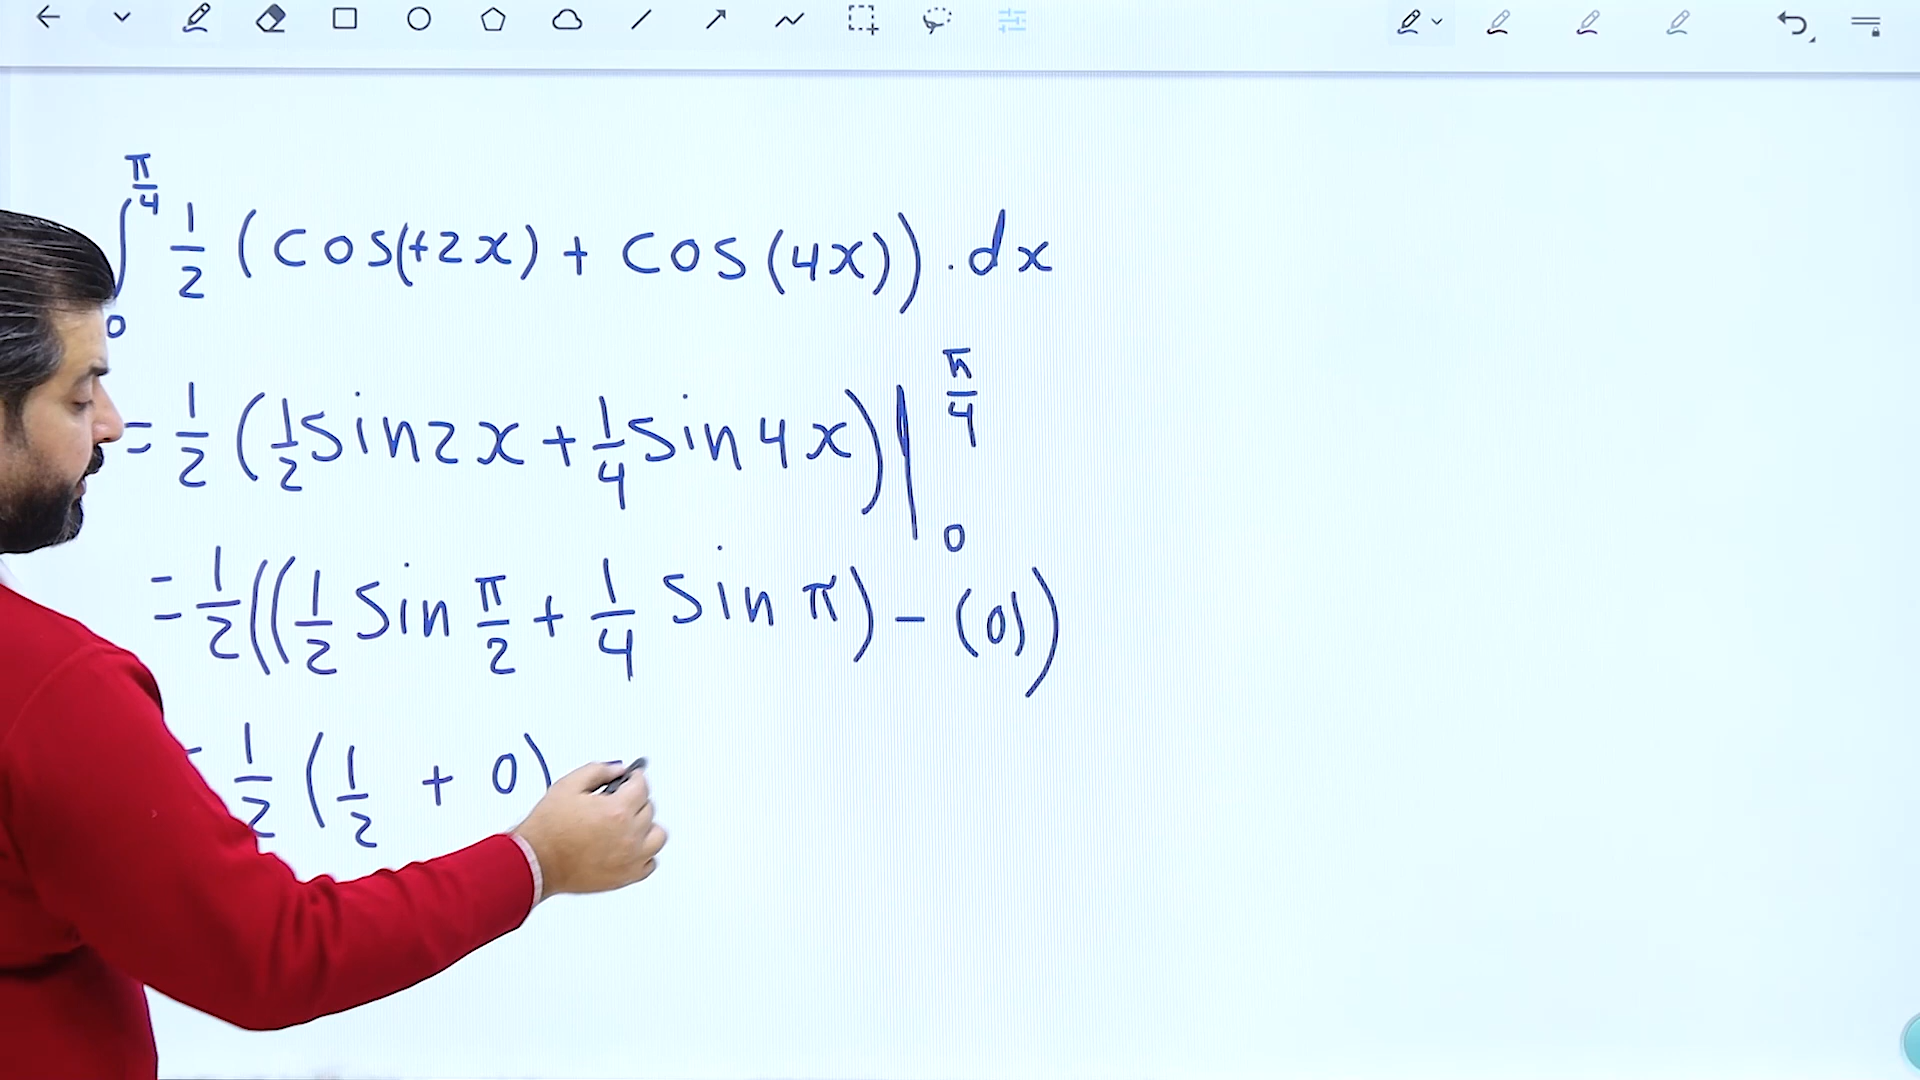 ∫₀^(π/4) 1/2 (cos(+2x) + cos(4x)) . dx
= 1/2 (1/2 sin2x + 1/4 sin4x) |₀^(π/4)
= 1/2 ((1/2 sin π/2 + 1/4 sin π) - (0))
= 1/2 (1/2 + 0)